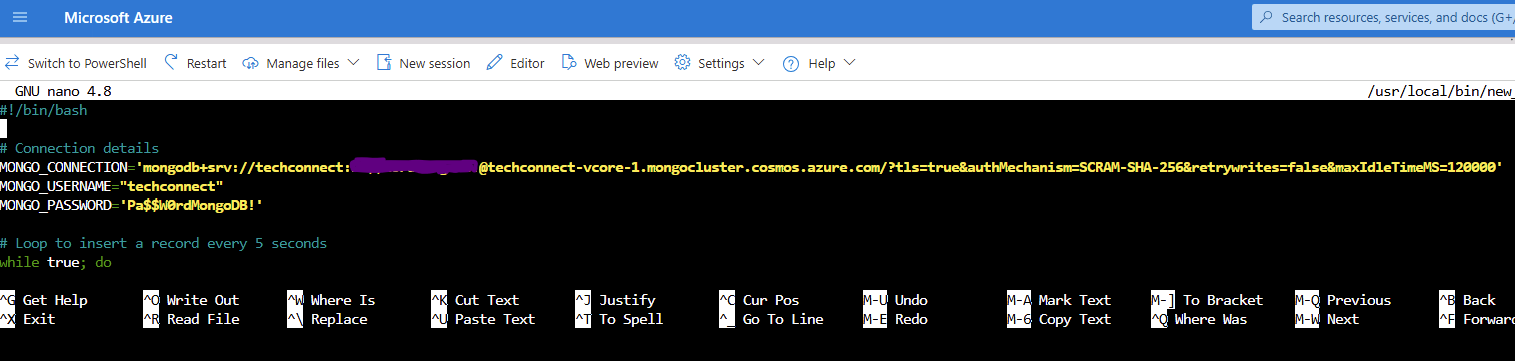 Microsoft Azure
Search resources, services, and docs (G+/
Switch to PowerShell Restart Manage files New session Editor Web preview Settings Help
GNU nano 4.8 /usr/local/bin/new_
#!/bin/bash
# Connection details
MONGO_CONNECTION='mongodb+srv://techconnect: @techconnect-vcore-1.mongocluster.cosmos.azure.com/?tls=true&authMechanism=SCRAM-SHA-256&retrywrites=false&maxIdleTimeMS=120000'
MONGO_USERNAME="techconnect"
MONGO_PASSWORD='Pa$$W0rdMongoDB!'
# Loop to insert a record every 5 seconds
while true; do
^G Get Help ^O Write Out ^W Where Is ^K Cut Text ^J Justify ^C Cur Pos M-U Undo M-A Mark Text M-] To Bracket M-Q Previous ^B Back
^X Exit ^R Read File ^\ Replace ^U Paste Text ^T To Spell ^_ Go To Line M-E Redo M-6 Copy Text ^Q Where Was M-W Next ^F Forward